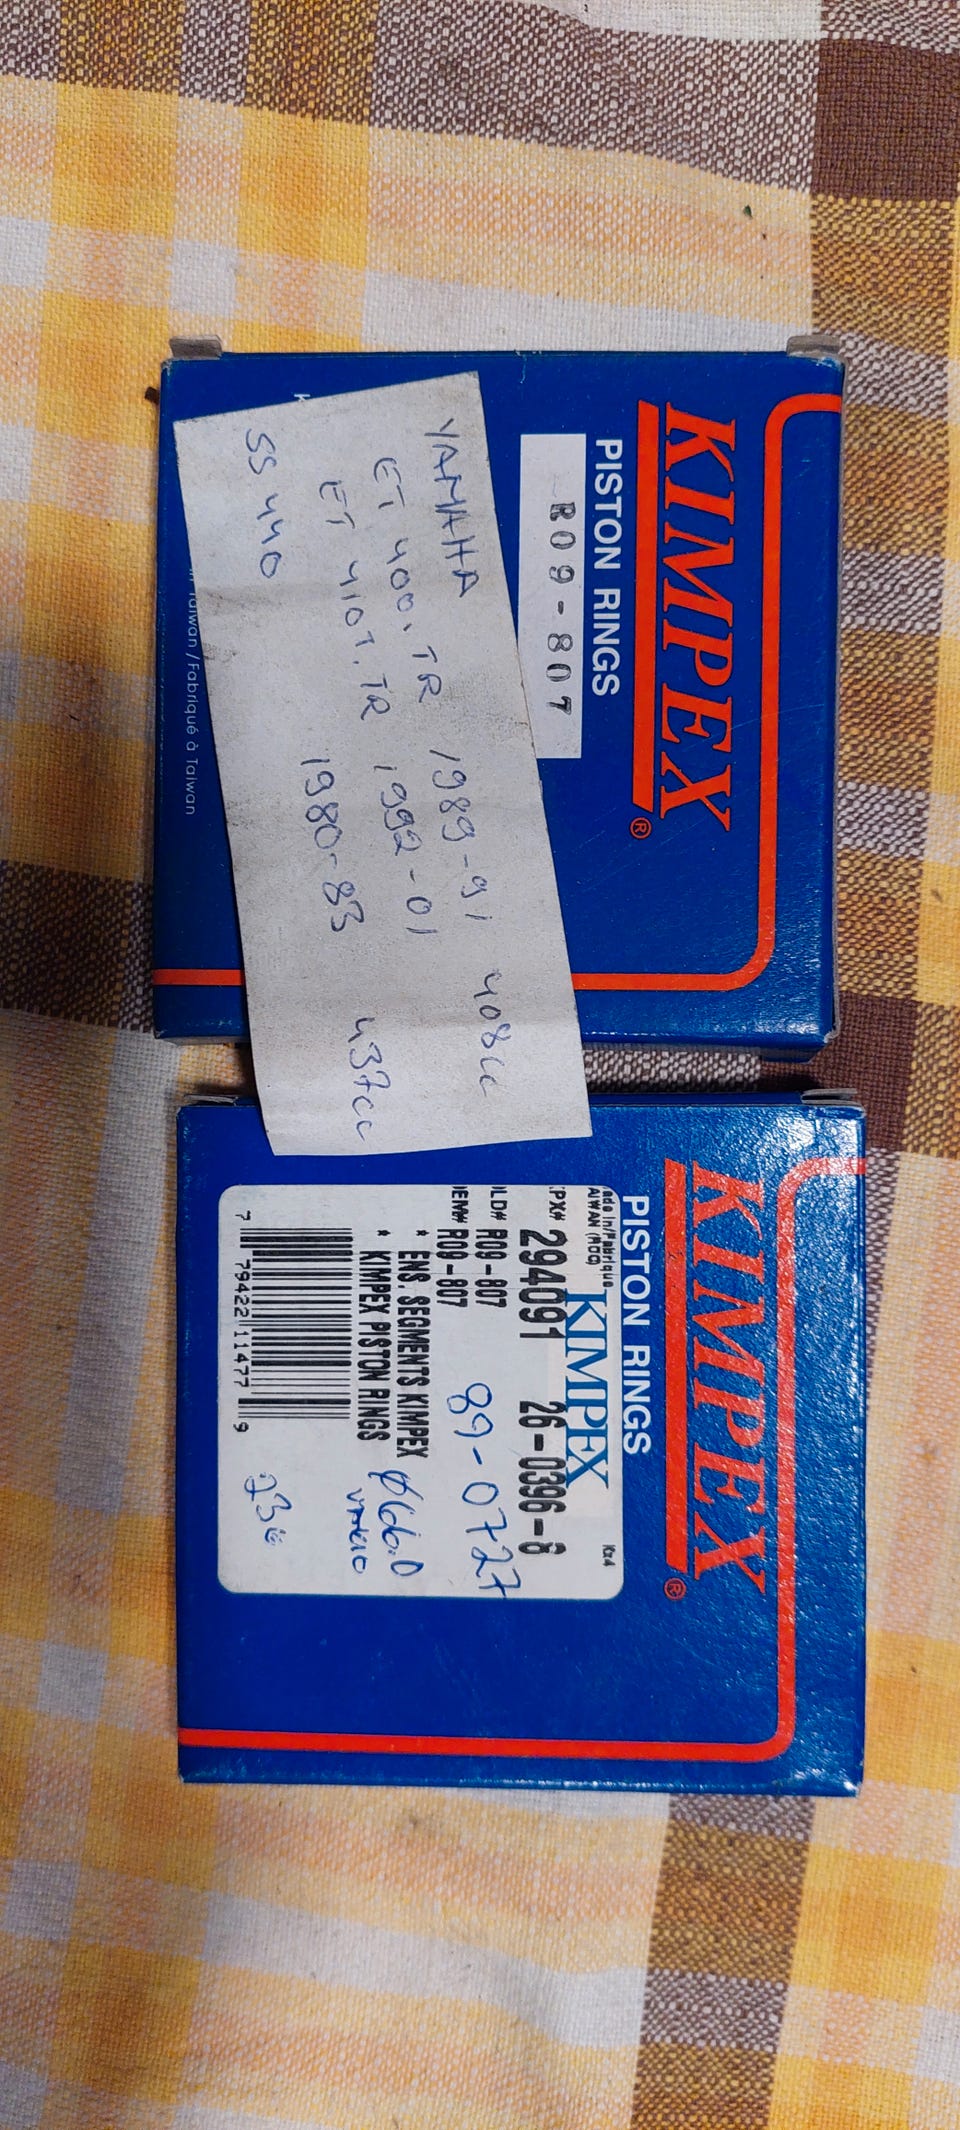 KIMPEX®
PISTON RINGS
R09-807
YAMAHA
ET 400.TR 1989-91 408cc
ET 410T.TR 1992-01
SS 440 1980-83 437cc
Taiwan / Fabriqué à Taiwan
KIMPEX®
PISTON RINGS
KIMPEX
294091 26-0396-8
R09-807
R09-807
89-0727
* ENS. SEGMENTS KIMPEX
* KIMPEX PISTON RINGS
Ø66.0
7 79422 11477 9